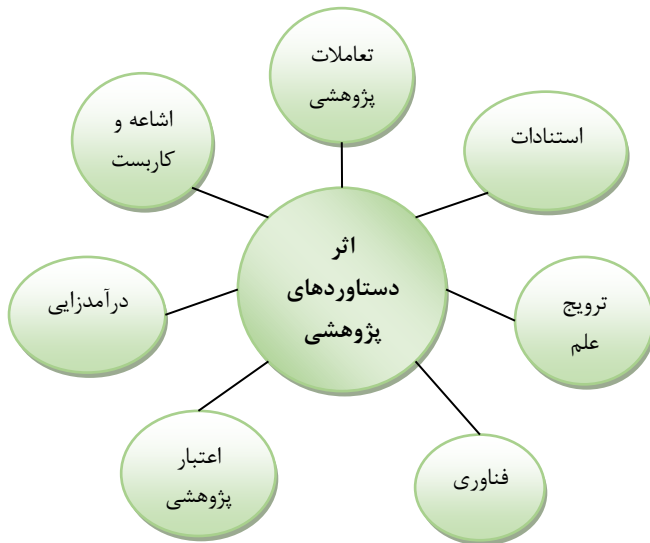 تعاملات
پژوهشی
اشاعه و
کاربست
استنادات
اثر
دستاوردهای
پژوهشی
درآمدزایی
ترویج
علم
اعتبار
پژوهشی
فناوری